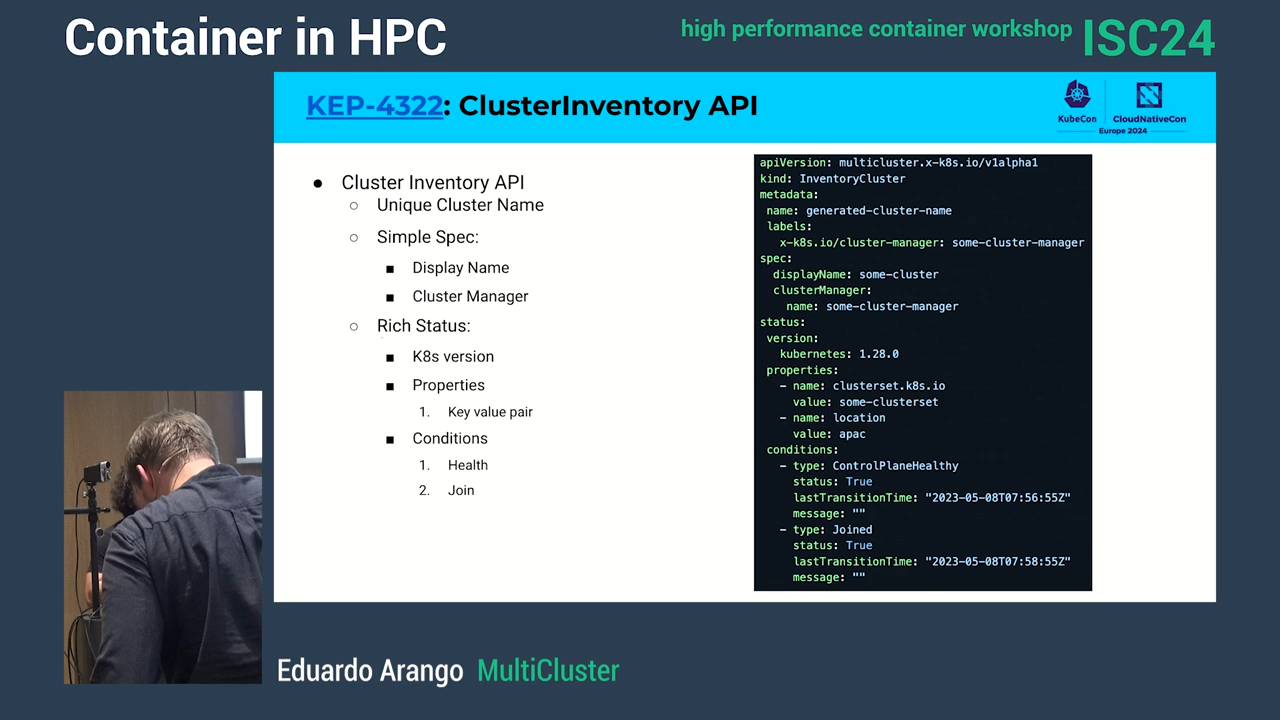 Container in HPC
high performance container workshop ISC24
KEP-4322: ClusterInventory API
KubeCon CloudNativeCon
Europe 2024
● Cluster Inventory API
○ Unique Cluster Name
○ Simple Spec:
■ Display Name
■ Cluster Manager
○ Rich Status:
■ K8s version
■ Properties
1. Key value pair
■ Conditions
1. Health
2. Join
apiVersion: multicluster.x-k8s.io/v1alpha1
kind: InventoryCluster
metadata:
name: generated-cluster-name
labels:
x-k8s.io/cluster-manager: some-cluster-manager
spec:
displayName: some-cluster
clusterManager:
name: some-cluster-manager
status:
version:
kubernetes: 1.28.0
properties:
- name: clusterset.k8s.io
value: some-clusterset
- name: location
value: apac
conditions:
- type: ControlPlaneHealthy
status: True
lastTransitionTime: "2023-05-08T07:56:55Z"
message: ""
- type: Joined
status: True
lastTransitionTime: "2023-05-08T07:58:55Z"
message: ""
Eduardo Arango MultiCluster